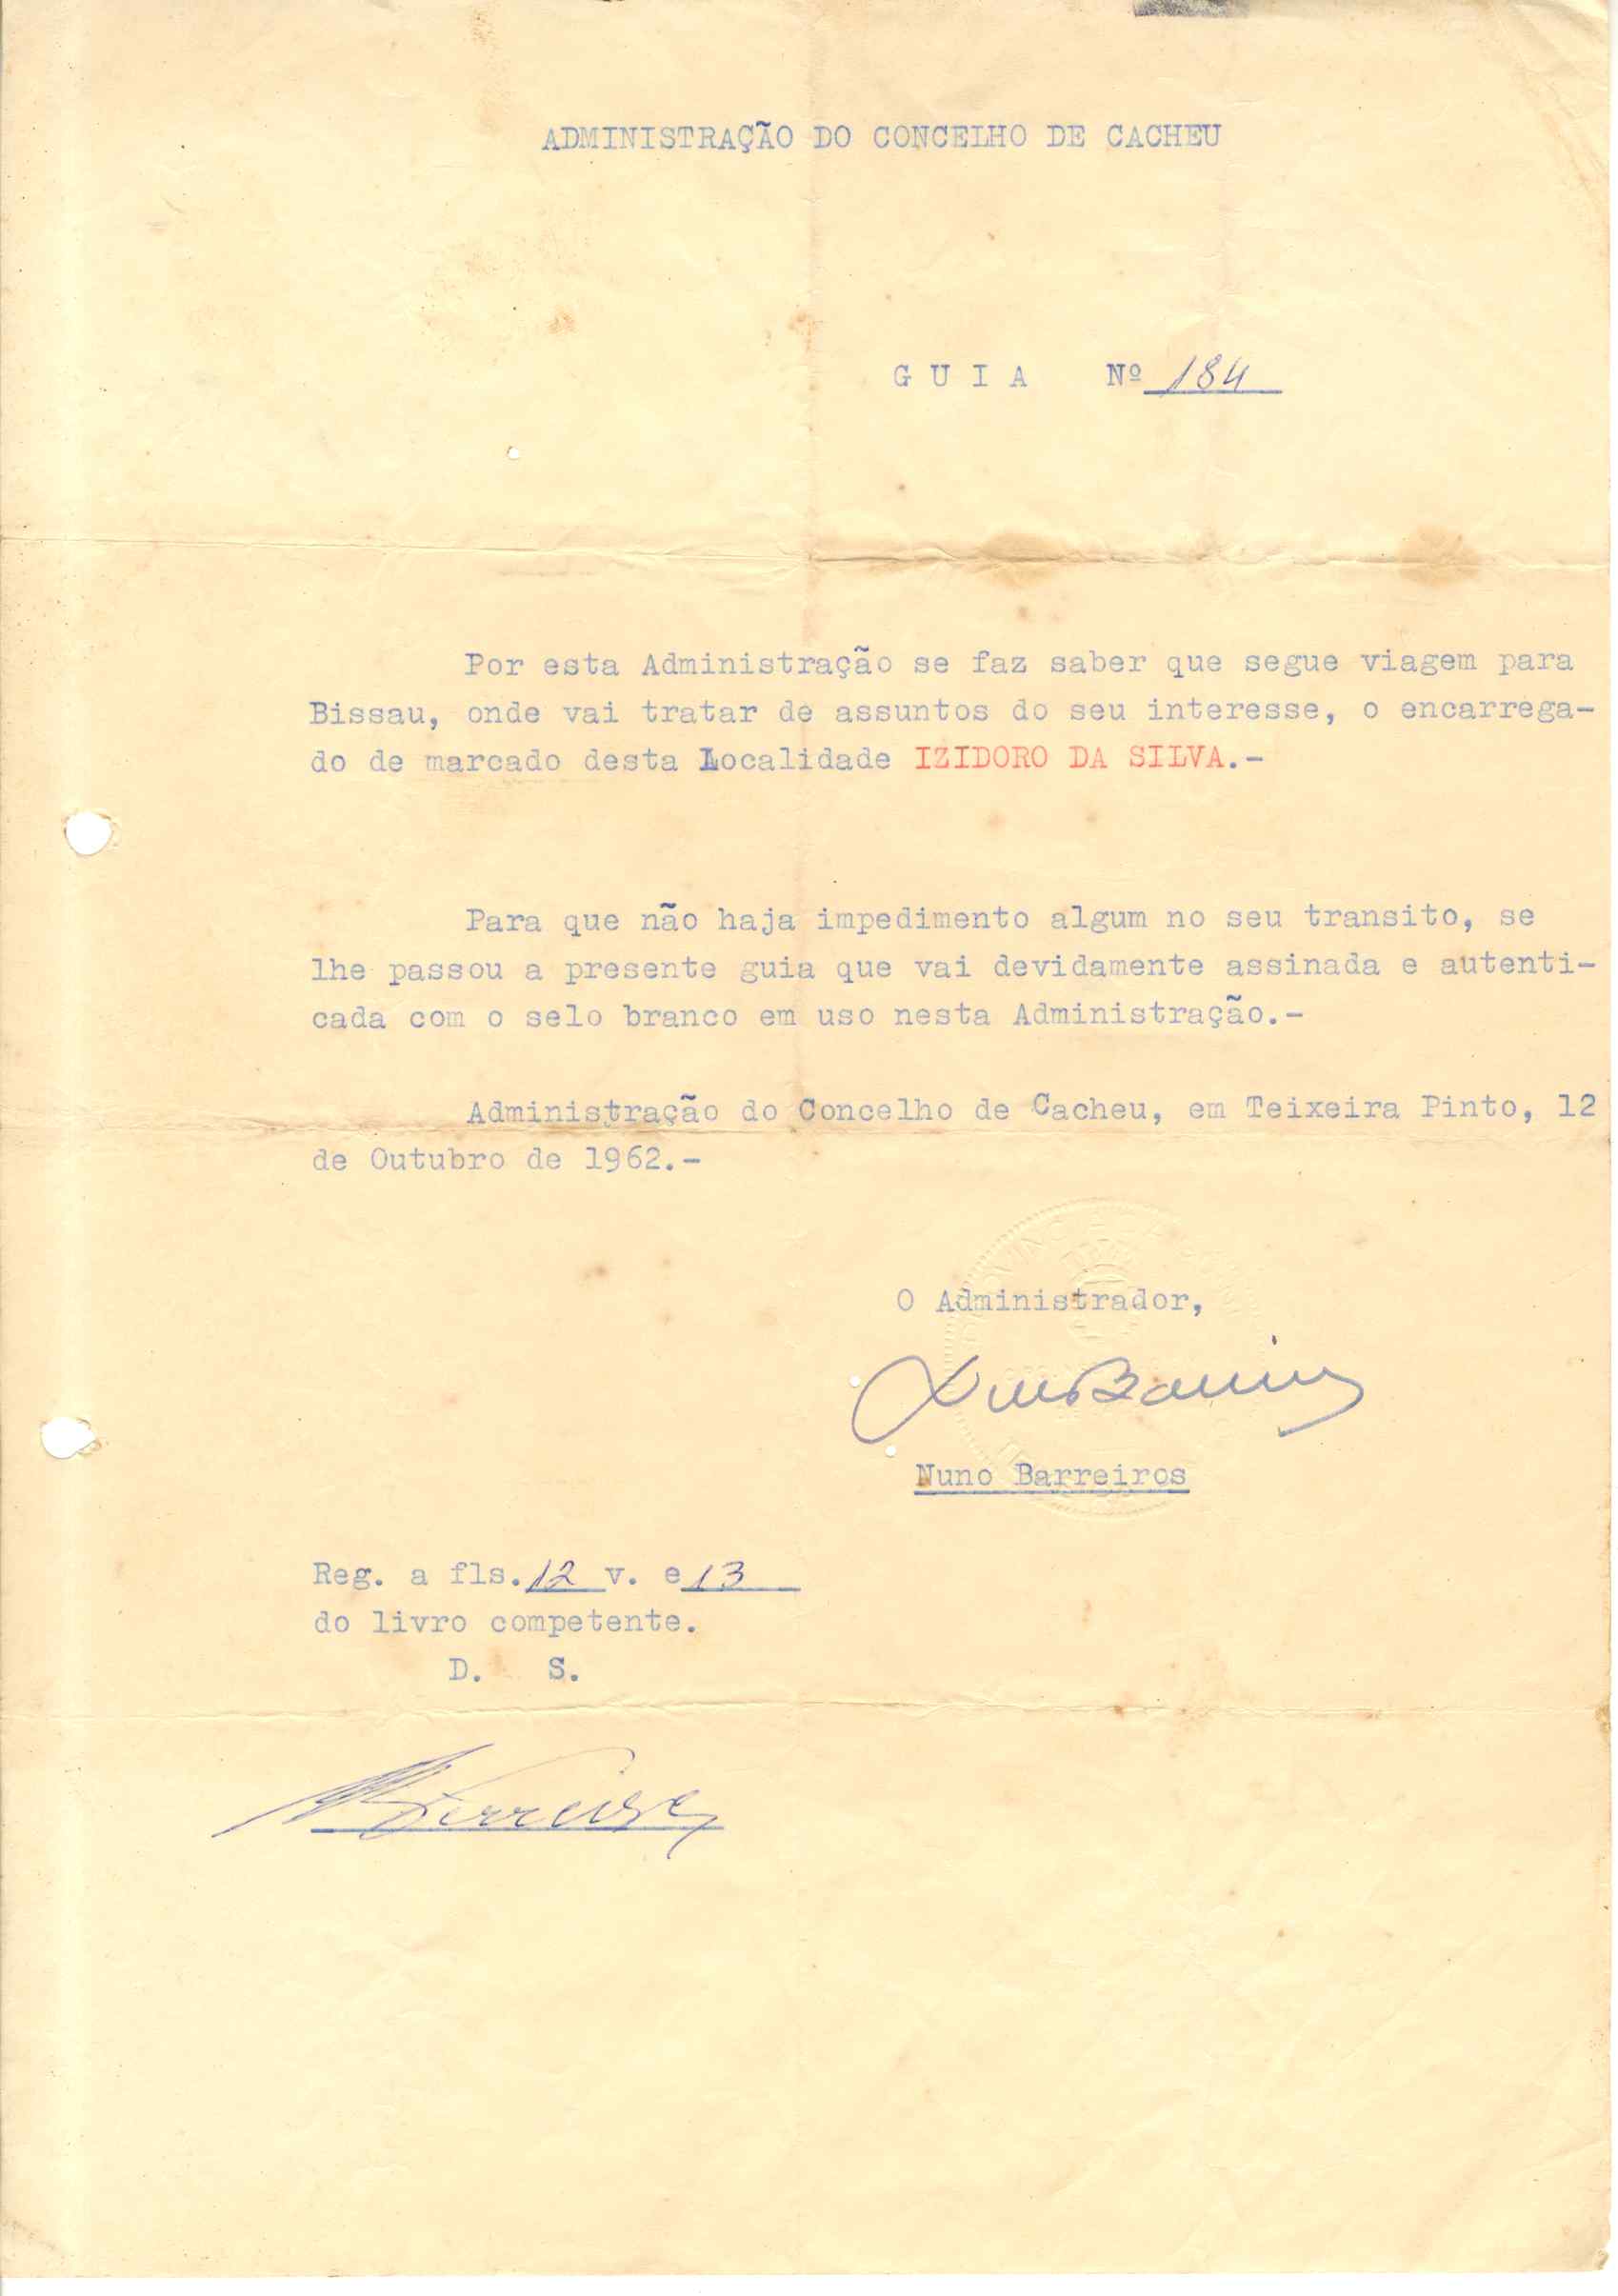 ADMINISTRAÇÃO DO CONCELHO DE CACHEU
G U I A Nº 184
Por esta Administração se faz saber que segue viagem para
Bissau, onde vai tratar de assuntos do seu interesse, o encarrega-
do de marcado desta Localidade IZIDORO DA SILVA.-
Para que não haja impedimento algum no seu transito, se
lhe passou a presente guia que vai devidamente assinada e autenti-
cada com o selo branco em uso nesta Administração.-
Administração do Concelho de Cacheu, em Teixeira Pinto, 12
de Outubro de 1962.-
O Administrador,
Nuno Barreiros
Reg. a fls. 12 v. e 13
do livro competente.
D. S.